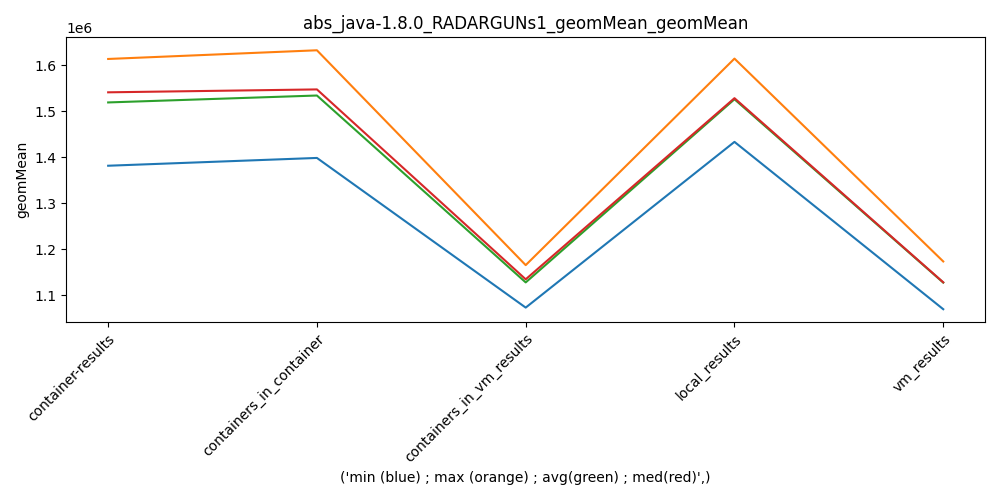 abs_java-1.8.0_RADARGUNs1_geomMean_geomMean
1e6
1.6
1.5
1.4
1.3
1.2
1.1
geomMean
container-results
containers_in_container
containers_in_vm_results
local_results
vm_results
('min (blue) ; max (orange) ; avg(green) ; med(red)',)